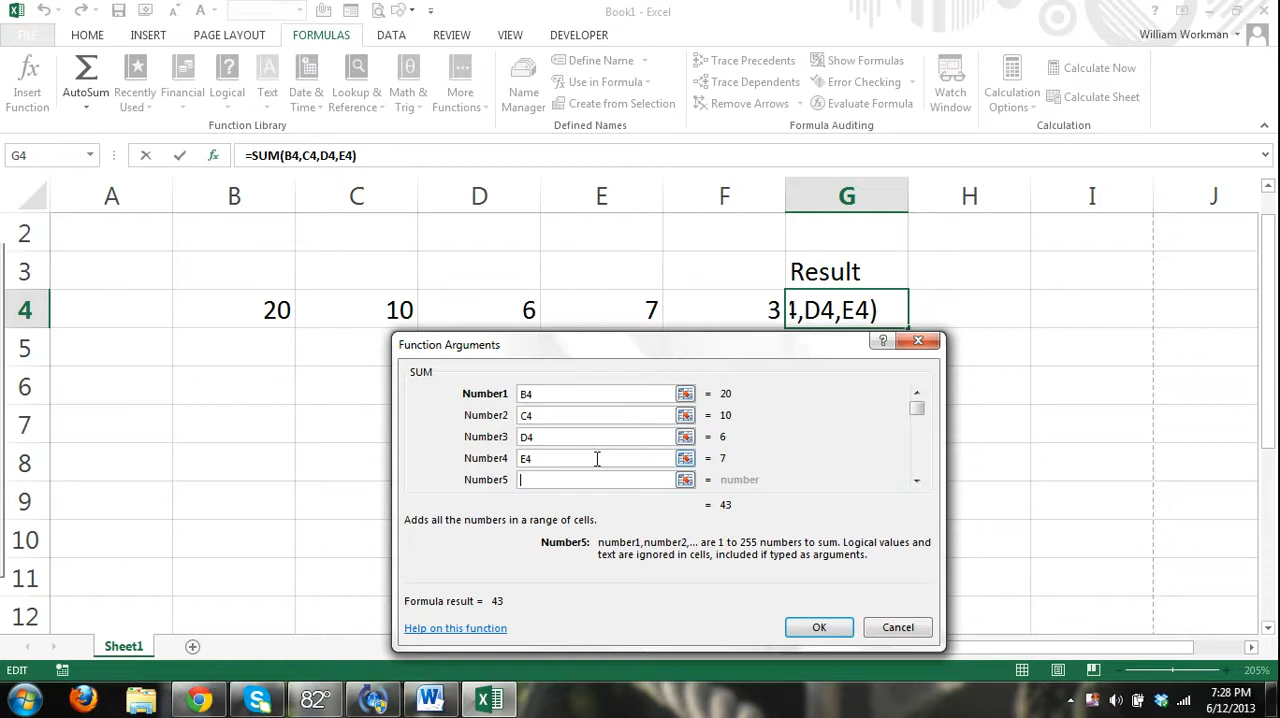 Book1 - Excel
FILE HOME INSERT PAGE LAYOUT FORMULAS DATA REVIEW VIEW DEVELOPER William Workman
Insert Function
AutoSum
Recently Used
Financial
Logical
Text
Date & Time
Lookup & Reference
Math & Trig
More Functions
Function Library
Name Manager
Define Name
Use in Formula
Create from Selection
Defined Names
Trace Precedents
Trace Dependents
Remove Arrows
Show Formulas
Error Checking
Evaluate Formula
Formula Auditing
Watch Window
Calculation Options
Calculate Now
Calculate Sheet
Calculation
G4 fx =SUM(B4,C4,D4,E4)
A B C D E F G H I J
2
3 Result
4 20 10 6 7 3 4,D4,E4)
5
6
7
8
9
10
11
12
Function Arguments
SUM
Number1 B4 = 20
Number2 C4 = 10
Number3 D4 = 6
Number4 E4 = 7
Number5 = number
= 43
Adds all the numbers in a range of cells.
Number5: number1,number2,... are 1 to 255 numbers to sum. Logical values and
text are ignored in cells, included if typed as arguments.
Formula result = 43
Help on this function
OK Cancel
Sheet1
EDIT 205%
82°
7:28 PM
6/12/2013